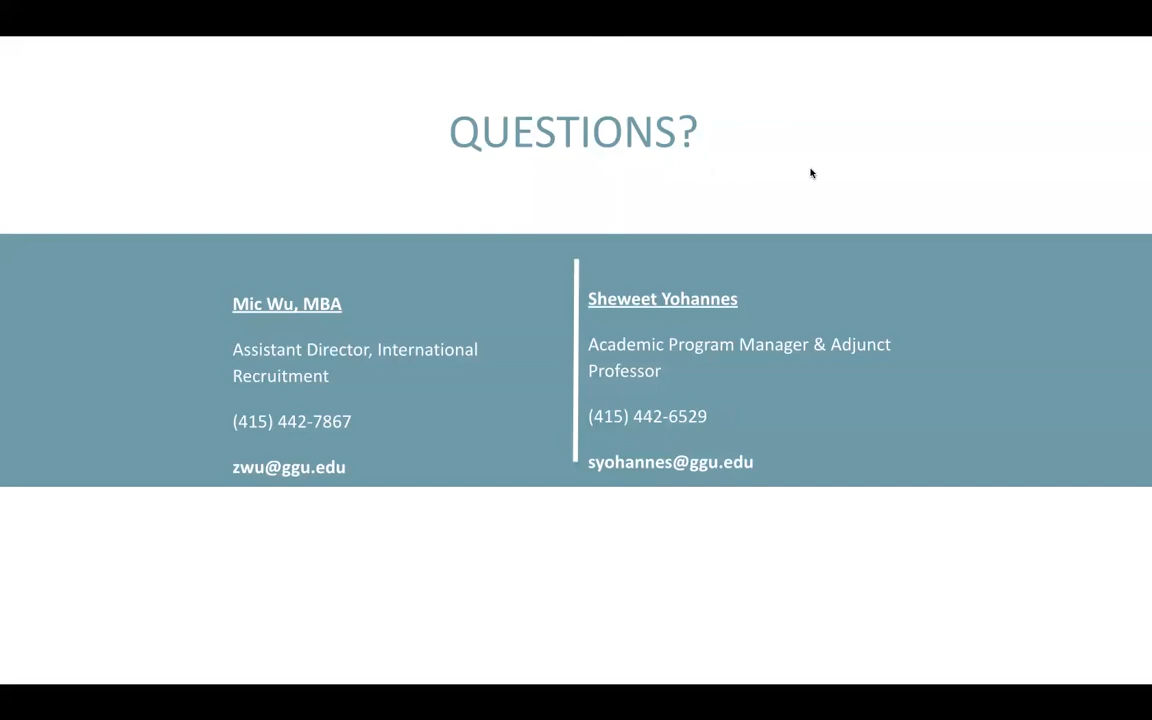 QUESTIONS?
Mic Wu, MBA
Assistant Director, International
Recruitment
(415) 442-7867
zwu@ggu.edu
Sheweet Yohannes
Academic Program Manager & Adjunct
Professor
(415) 442-6529
syohannes@ggu.edu